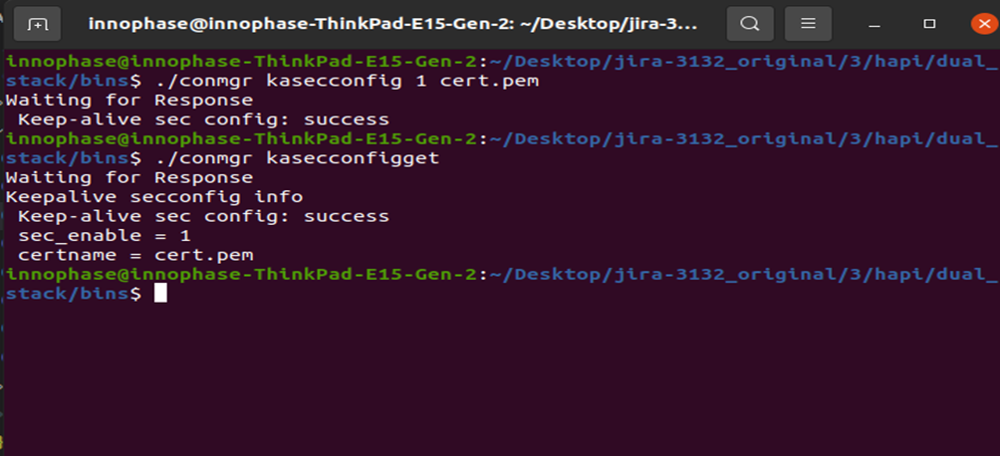 innophase@innophase-ThinkPad-E15-Gen-2: ~/Desktop/jira-3...
innophase@innophase-ThinkPad-E15-Gen-2:~/Desktop/jira-3132_original/3/hapi/dual_
stack/bins$ ./conmgr kasecconfig 1 cert.pem
Waiting for Response
 Keep-alive sec config: success
innophase@innophase-ThinkPad-E15-Gen-2:~/Desktop/jira-3132_original/3/hapi/dual_
stack/bins$ ./conmgr kasecconfigget
Waiting for Response
Keepalive secconfig info
 Keep-alive sec config: success
 sec_enable = 1
 certname = cert.pem
innophase@innophase-ThinkPad-E15-Gen-2:~/Desktop/jira-3132_original/3/hapi/dual_
stack/bins$